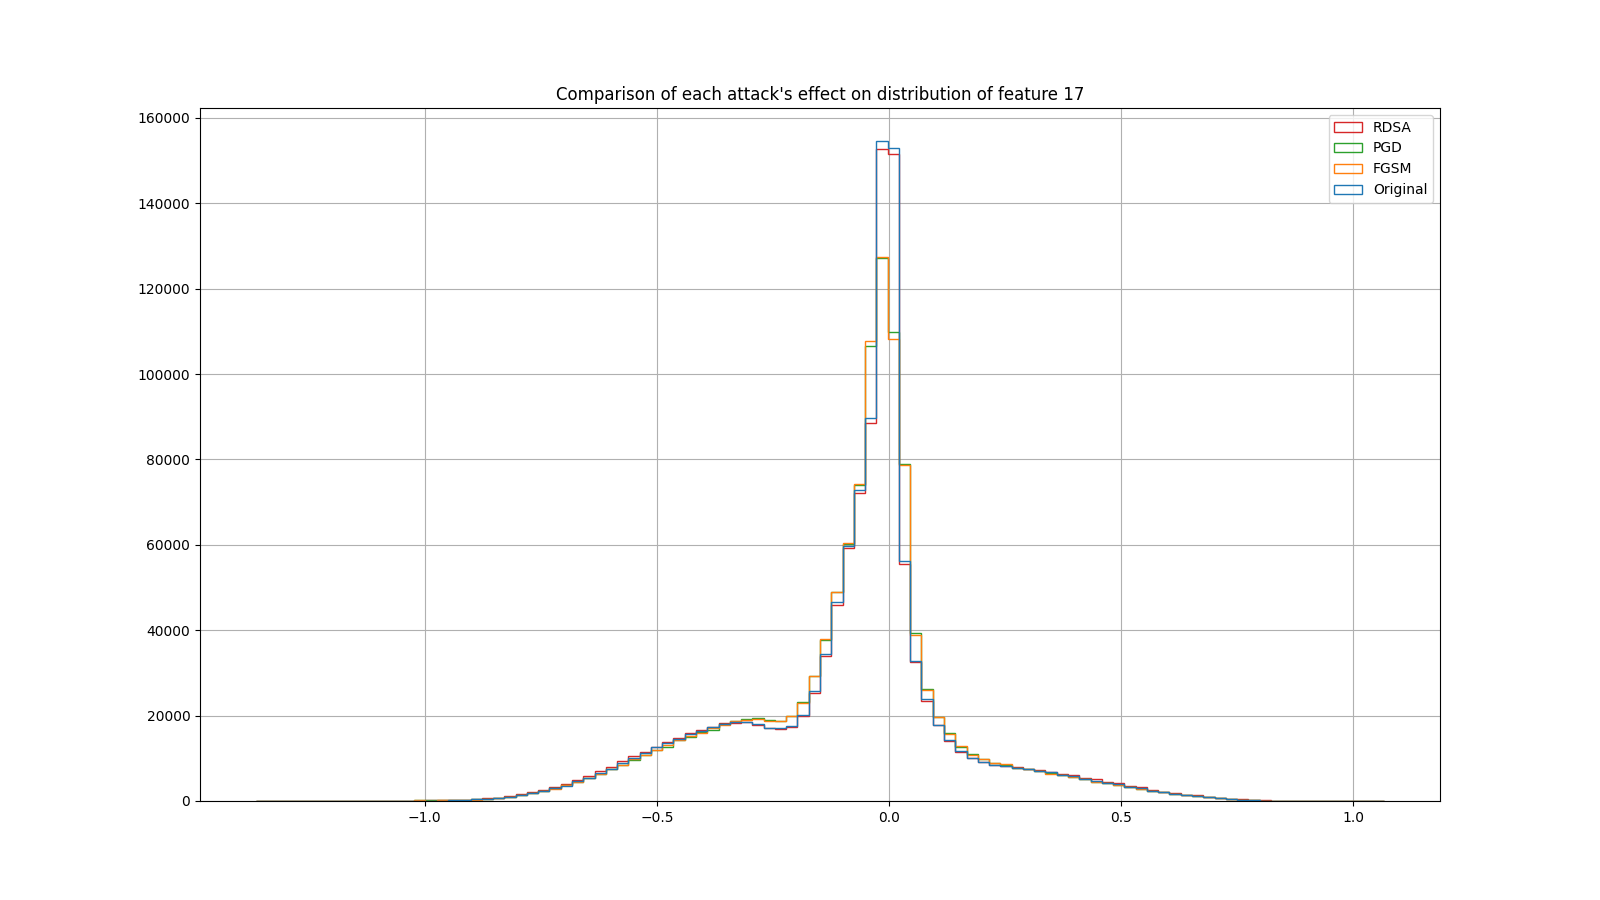 Comparison of each attack's effect on distribution of feature 17
160000
140000
120000
100000
80000
60000
40000
20000
0
−1.0
−0.5
0.0
0.5
1.0
RDSA
PGD
FGSM
Original